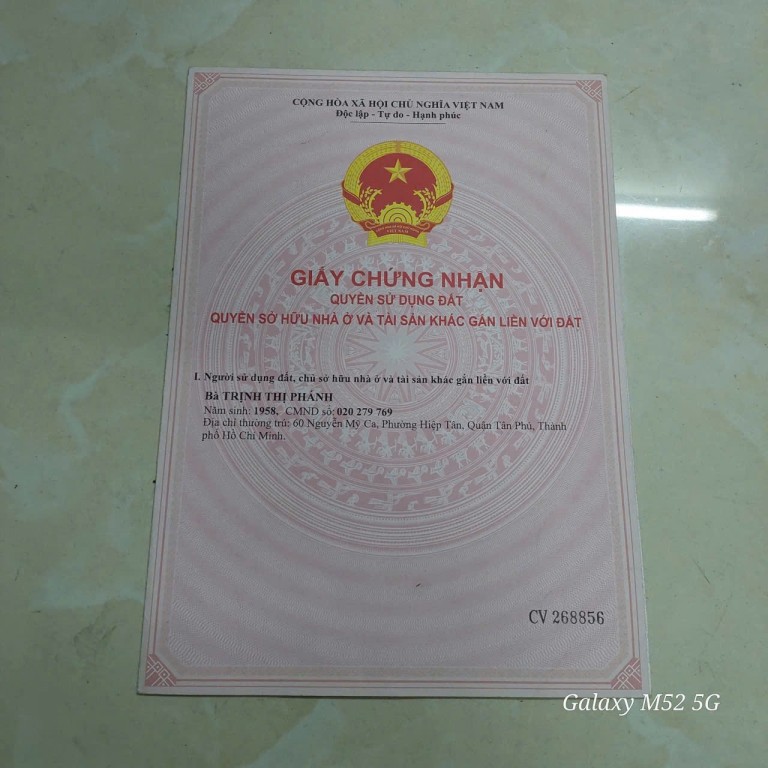 CỘNG HÒA XÃ HỘI CHỦ NGHĨA VIỆT NAM
Độc lập - Tự do - Hạnh phúc
VIỆT NAM
GIẤY CHỨNG NHẬN
QUYỀN SỬ DỤNG ĐẤT
QUYỀN SỞ HỮU NHÀ Ở VÀ TÀI SẢN KHÁC GẮN LIỀN VỚI ĐẤT
I. Người sử dụng đất, chủ sở hữu nhà ở và tài sản khác gắn liền với đất
Bà TRỊNH THỊ PHÁNH
Năm sinh: 1958, CMND số: 020 279 769
Địa chỉ thường trú: 60 Nguyễn Mỹ Ca, Phường Hiệp Tân, Quận Tân Phú, Thành
phố Hồ Chí Minh.
CV 268856
Galaxy M52 5G